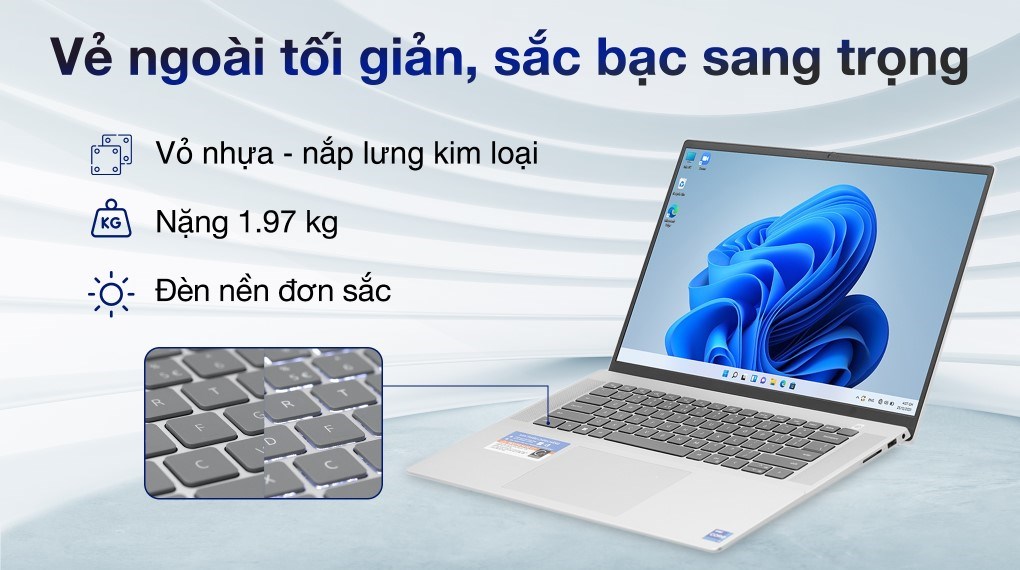 Vẻ ngoài tối giản, sắc bạc sang trọng
Vỏ nhựa - nắp lưng kim loại
KG
Nặng 1.97 kg
Đèn nền đơn sắc
R
T
F
G
D
F
C
X
C